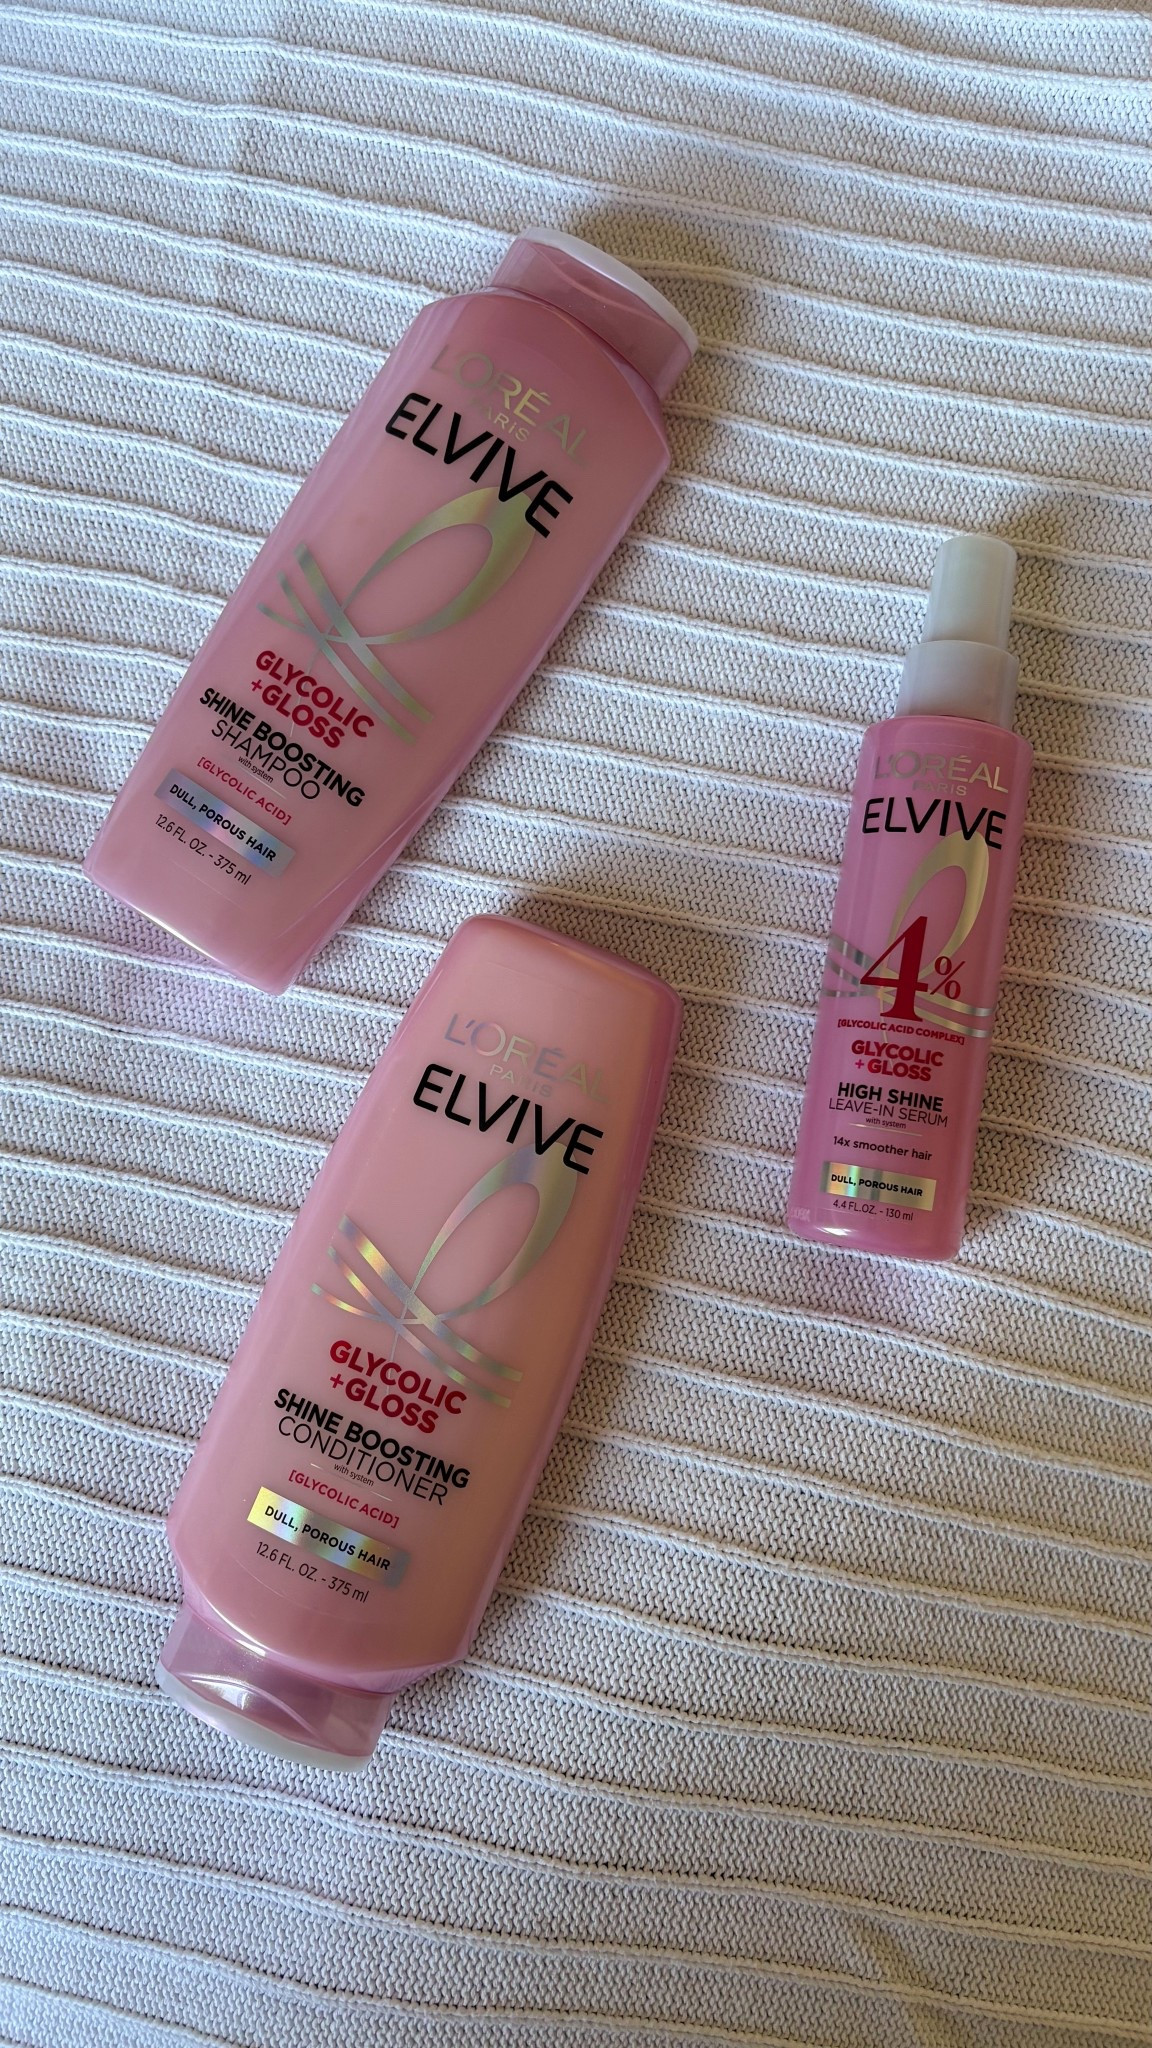 L'ORÉAL
PARIS
ELVIVE
GLYCOLIC
+GLOSS
SHINE BOOSTING
SHAMPOO
with system
[GLYCOLIC ACID]
DULL, POROUS HAIR
12.6 FL. OZ. - 375 ml
L'ORÉAL
PARIS
ELVIVE
4%
[GLYCOLIC ACID COMPLEX]
GLYCOLIC
+GLOSS
HIGH SHINE
LEAVE-IN SERUM
with system
14x smoother hair
DULL, POROUS HAIR
4.4 FL.OZ. - 130 ml
L'ORÉAL
PARIS
ELVIVE
GLYCOLIC
+GLOSS
SHINE BOOSTING
CONDITIONER
with system
[GLYCOLIC ACID]
DULL, POROUS HAIR
12.6 FL. OZ. - 375 ml